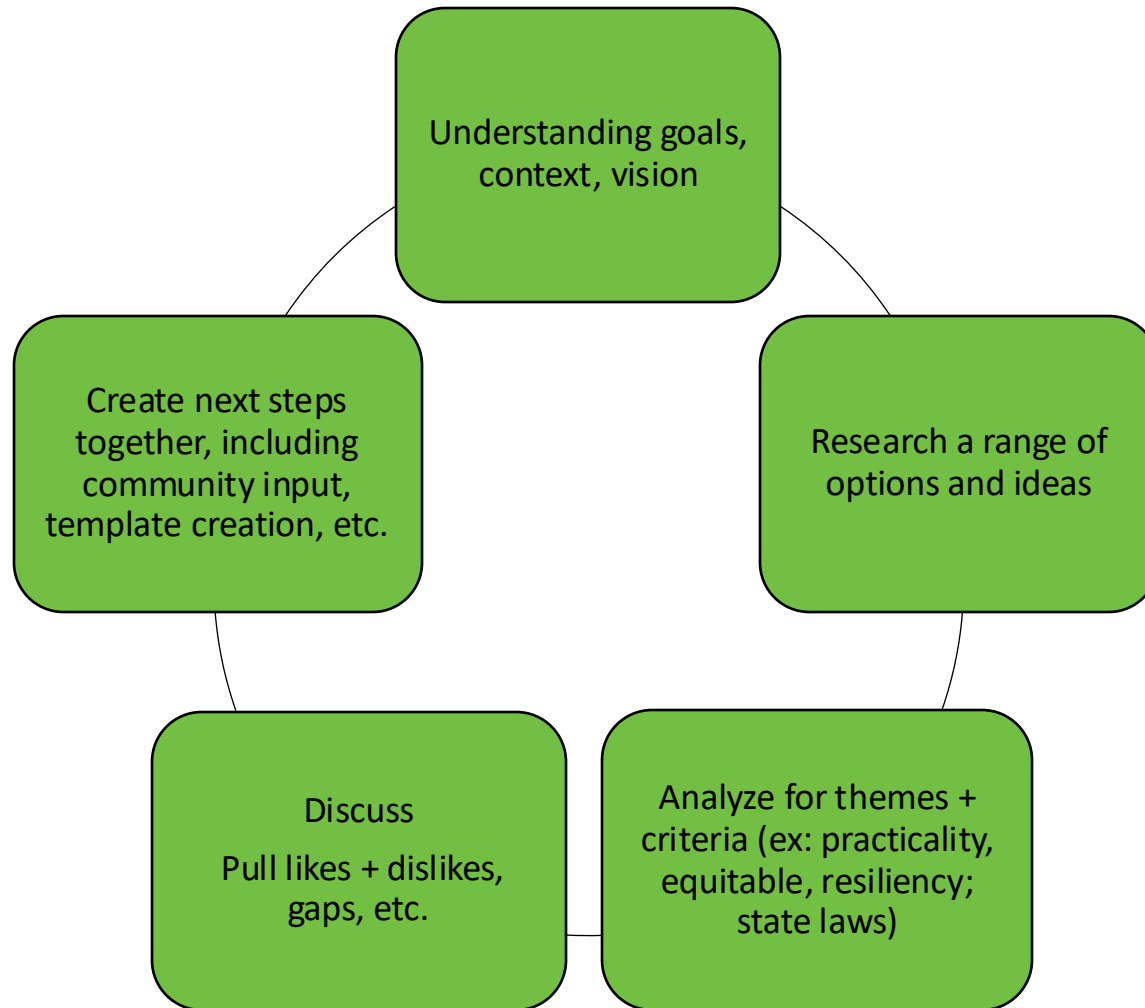 Understanding goals,
context, vision
Research a range of
options and ideas
Analyze for themes +
criteria (ex: practicality,
equitable, resiliency;
state laws)
Discuss
Pull likes + dislikes,
gaps, etc.
Create next steps
together, including
community input,
template creation, etc.